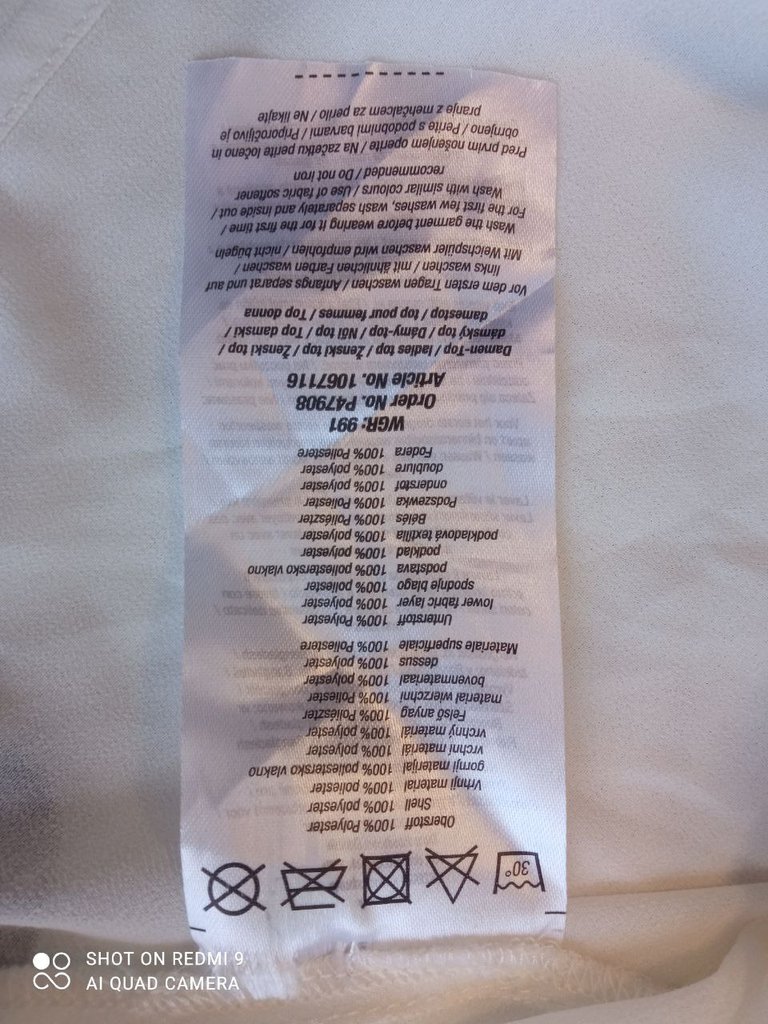 30°
Oberstoff 100% Polyester
Shell 100% polyester
Vrhnji material 100% poliester
gornji materijal 100% poliestersko vlakno
vrchní materiál 100% polyester
vrchný materiál 100% polyester
Felső anyag 100% Poliészter
materiał wierzchni 100% Poliester
bovenmateriaal 100% polyester
dessus 100% polyester
Materiale superficiale 100% Poliestere
Unterstoff 100% Polyester
lower fabric layer 100% polyester
spodnje blago 100% poliester
podstava 100% poliestersko vlakno
podklad 100% polyester
podkladová textília 100% polyester
Bélés 100% Poliészter
Podszewka 100% Poliester
onderstof 100% polyester
doublure 100% polyester
Fodera 100% Poliestere
WGR: 991
Order No. P47908
Article No. 1067116
Damen-Top / ladies top / Ženski top / Ženski top /
dámský top / Dámy-top / Női top / Top damski /
damestop / top pour femmes / Top donna
Vor dem ersten Tragen waschen / Anfangs separat und auf
links waschen / mit ähnlichen Farben waschen /
Mit Weichspüler waschen wird empfohlen / nicht bügeln
Wash the garment before wearing it for the first time /
For the first few washes, wash separately and inside out /
Wash with similar colours / Use of fabric softener
recommended / Do not iron
Pred prvim nošenjem operite / Na začetku perite ločeno in
obrnjeno / Perite s podobnimi barvami / Priporočljivo je
pranje z mehčalcem za perilo / Ne likajte
SHOT ON REDMI 9
AI QUAD CAMERA